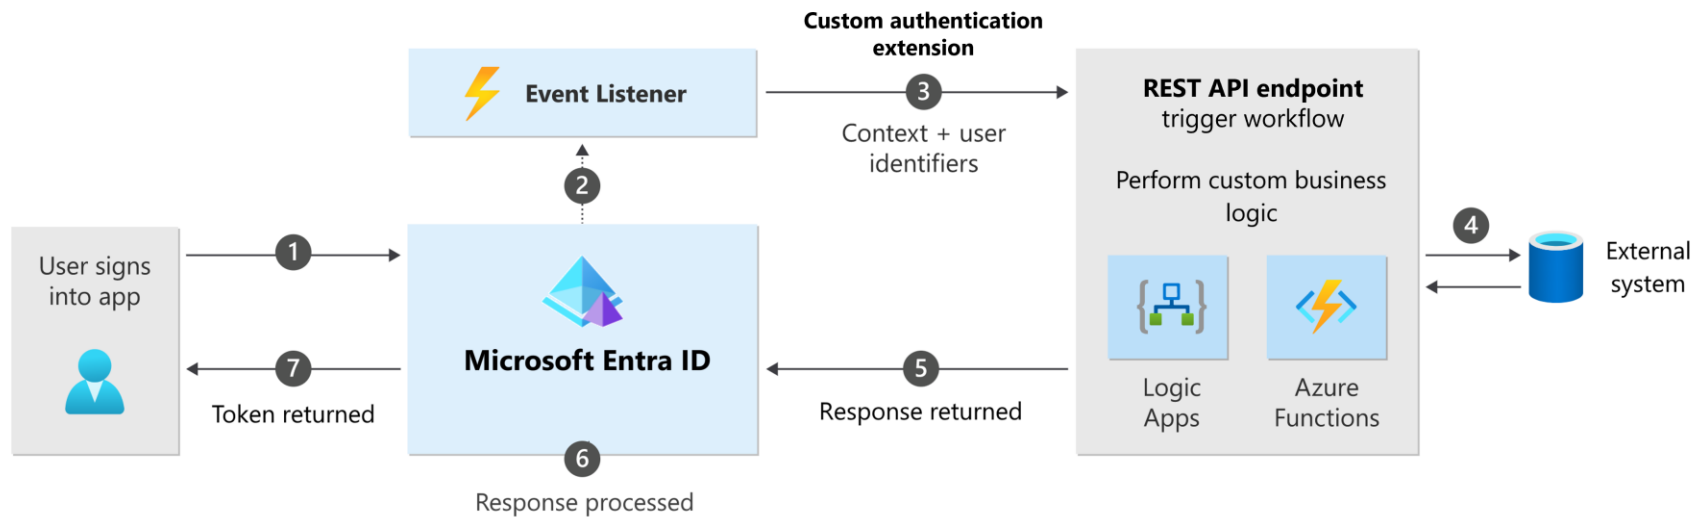 Custom authentication
extension
Event Listener
3
Context + user
identifiers
REST API endpoint
trigger workflow
Perform custom business
logic
2
User signs
into app
1
4
External
system
Microsoft Entra ID
7
Token returned
5
Response returned
Logic
Apps
Azure
Functions
6
Response processed